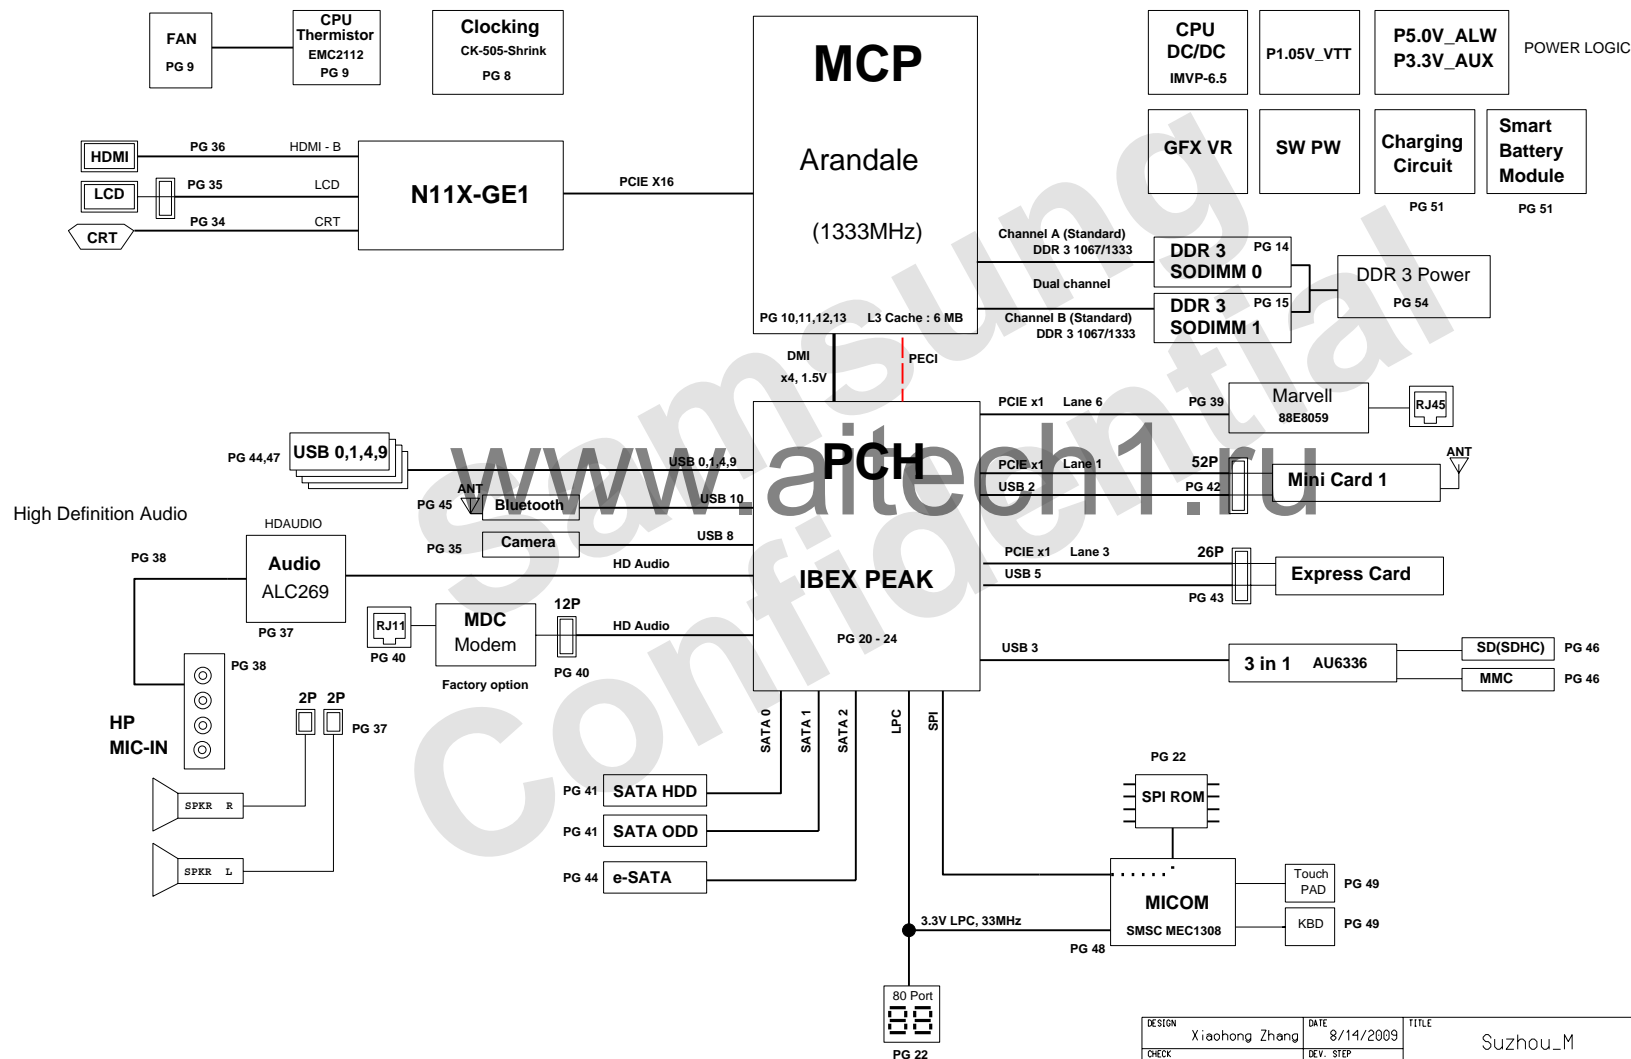 FAN
PG 9
CPU
Thermistor
EMC2112
PG 9
Clocking
CK-505-Shrink
PG 8
MCP
Arandale
(1333MHz)
PG 10,11,12,13
L3 Cache : 6 MB
CPU
DC/DC
IMVP-6.5
P1.05V_VTT
P5.0V_ALW
P3.3V_AUX
POWER LOGIC
GFX VR
SW PW
Charging
Circuit
PG 51
Smart
Battery
Module
PG 51
HDMI
PG 36
HDMI - B
LCD
PG 35
LCD
CRT
PG 34
CRT
N11X-GE1
PCIE X16
Channel A (Standard)
DDR 3 1067/1333
Dual channel
Channel B (Standard)
DDR 3 1067/1333
DDR 3
SODIMM 0
PG 14
DDR 3
SODIMM 1
PG 15
DDR 3 Power
PG 54
DMI
x4, 1.5V
PECI
PCH
IBEX PEAK
PG 20 - 24
PG 44,47
USB 0,1,4,9
USB 0,1,4,9
ANT
PG 45
Bluetooth
USB 10
PG 35
Camera
USB 8
High Definition Audio
HDAUDIO
PG 38
Audio
ALC269
PG 37
HD Audio
RJ11
PG 40
MDC
Modem
Factory option
12P
PG 40
HD Audio
PG 38
HP
MIC-IN
2P
2P
PG 37
SPKR R
SPKR L
PCIE x1
Lane 6
PG 39
Marvell
88E8059
RJ45
PCIE x1
Lane 1
52P
USB 2
PG 42
Mini Card 1
ANT
PCIE x1
Lane 3
26P
USB 5
PG 43
Express Card
USB 3
3 in 1
AU6336
SD(SDHC)
PG 46
MMC
PG 46
SATA 0
SATA 1
SATA 2
LPC
SPI
PG 41
SATA HDD
PG 41
SATA ODD
PG 44
e-SATA
PG 22
SPI ROM
MICOM
SMSC MEC1308
PG 48
3.3V LPC, 33MHz
Touch
PAD
PG 49
KBD
PG 49
80 Port
88
PG 22
Samsung
Confidential
www.aitech1.ru
DESIGN
Xiaohong Zhang
DATE
8/14/2009
TITLE
Suzhou_M
CHECK
DEV. STEP